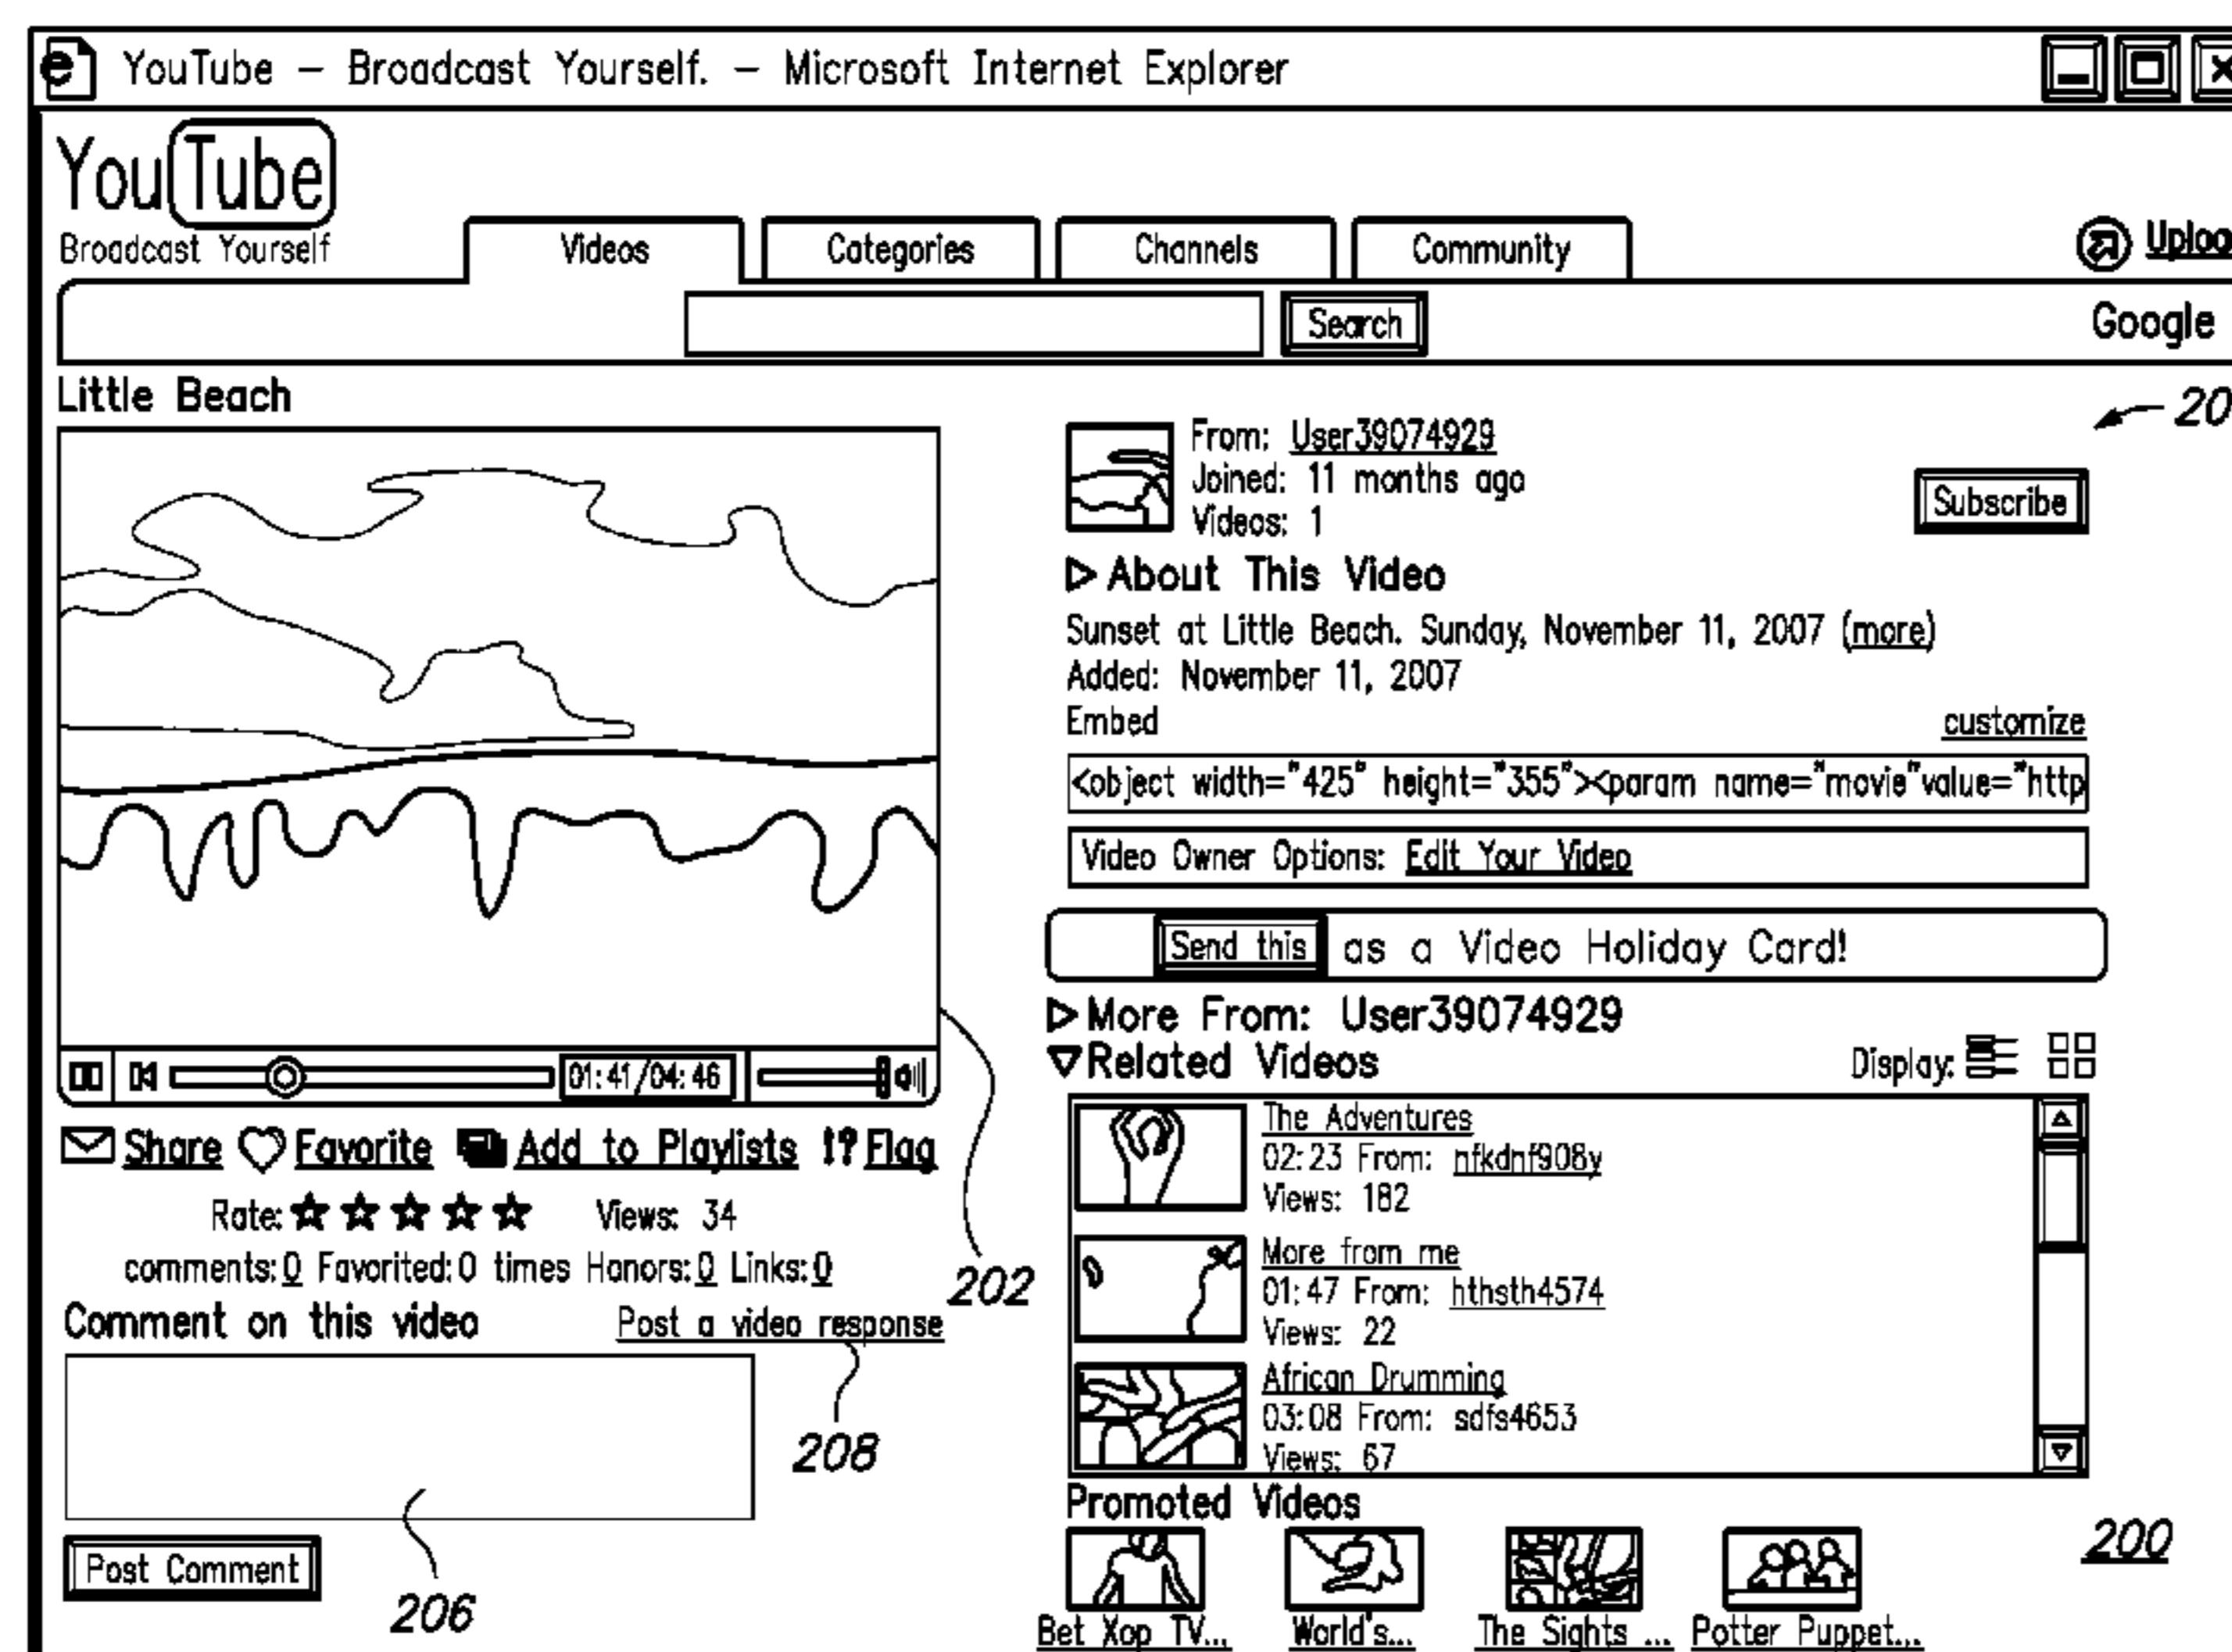 YouTube – Broadcast Yourself. – Microsoft Internet Explorer
YouTube
Broadcast Yourself
Videos
Categories
Channels
Community
Search
Google
Little Beach
01:41/04:46
Share Favorite Add to Playlists !? Flag
Rate: Views: 34
comments:0 Favorited:0 times Honors:0 Links:0
Comment on this video
Post a video response
208
Post Comment
206
202
From: User39074929
Joined: 11 months ago
Videos: 1
Subscribe
About This Video
Sunset at Little Beach. Sunday, November 11, 2007 (more)
Added: November 11, 2007
Embed customize
<object width="425" height="355"><param name="movie"value="http
Video Owner Options: Edit Your Video
Send this as a Video Holiday Card!
More From: User39074929
Related Videos
Display:
The Adventures
02:23 From: nfkdnf908y
Views: 182
More from me
01:47 From: hthsth4574
Views: 22
African Drumming
03:08 From: sdfs4653
Views: 67
Promoted Videos
Bet Xop TV...
World's...
The Sights ...
Potter Puppet...
200